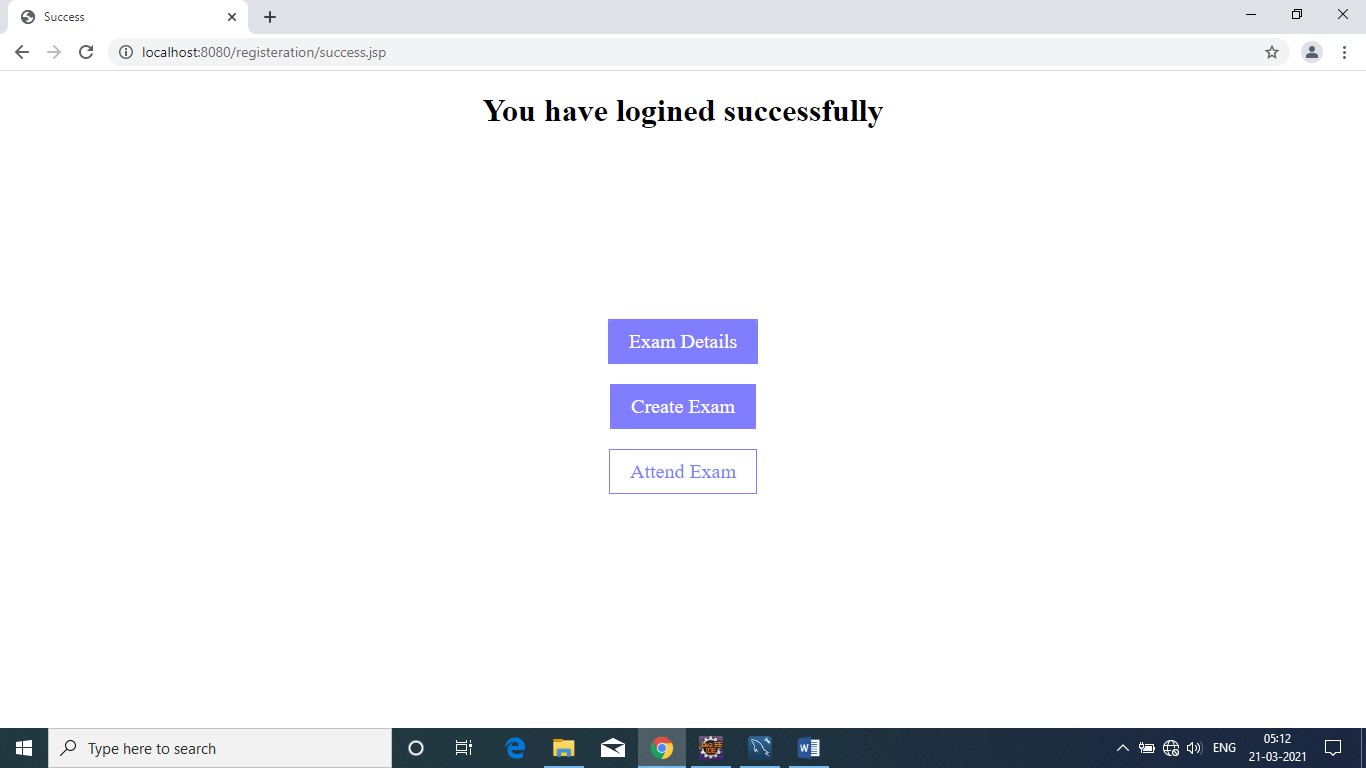 Success
localhost:8080/registeration/success.jsp
You have logined successfully
Exam Details
Create Exam
Attend Exam
Type here to search
ENG
05:12
21-03-2021